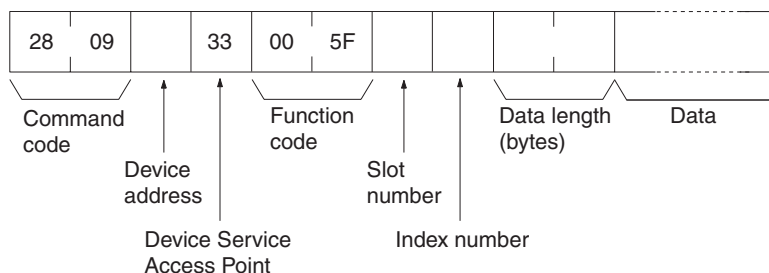 28 09 33 00 5F
Command
code
Function
code
Data length
(bytes)
Data
Device
address
Slot
number
Device Service
Access Point
Index number